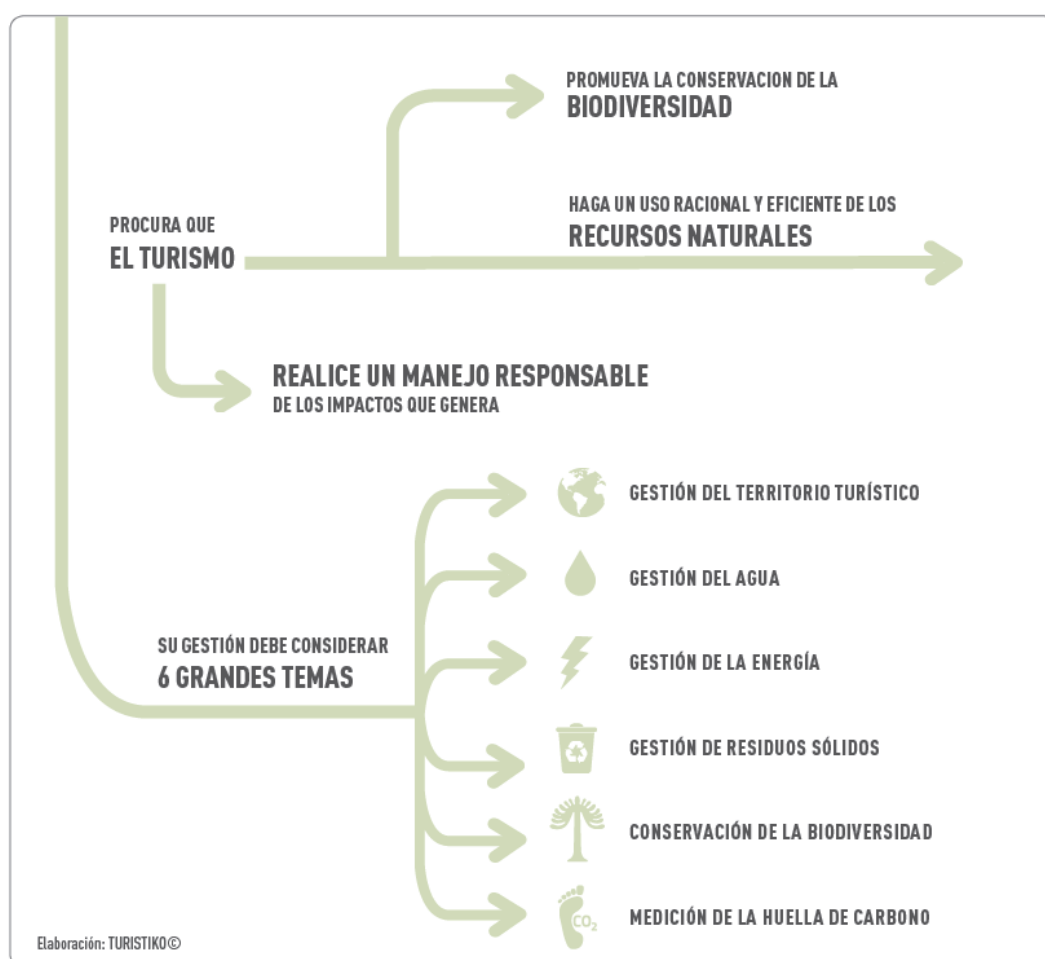 PROMUEVA LA CONSERVACION DE LA
BIODIVERSIDAD
HAGA UN USO RACIONAL Y EFICIENTE DE LOS
RECURSOS NATURALES
PROCURA QUE
EL TURISMO
REALICE UN MANEJO RESPONSABLE
DE LOS IMPACTOS QUE GENERA
SU GESTIÓN DEBE CONSIDERAR
6 GRANDES TEMAS
GESTIÓN DEL TERRITORIO TURÍSTICO
GESTIÓN DEL AGUA
GESTIÓN DE LA ENERGÍA
GESTIÓN DE RESIDUOS SÓLIDOS
CONSERVACIÓN DE LA BIODIVERSIDAD
CO₂
MEDICIÓN DE LA HUELLA DE CARBONO
Elaboración: TURISTIKO©